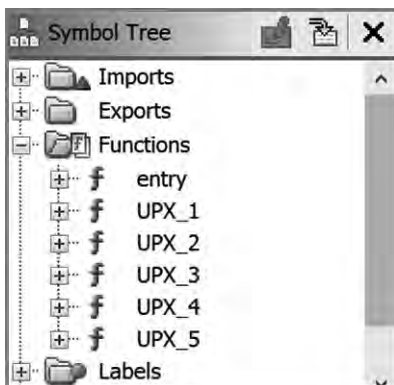 Symbol Tree
Imports
Exports
Functions
entry
UPX_1
UPX_2
UPX_3
UPX_4
UPX_5
Labels